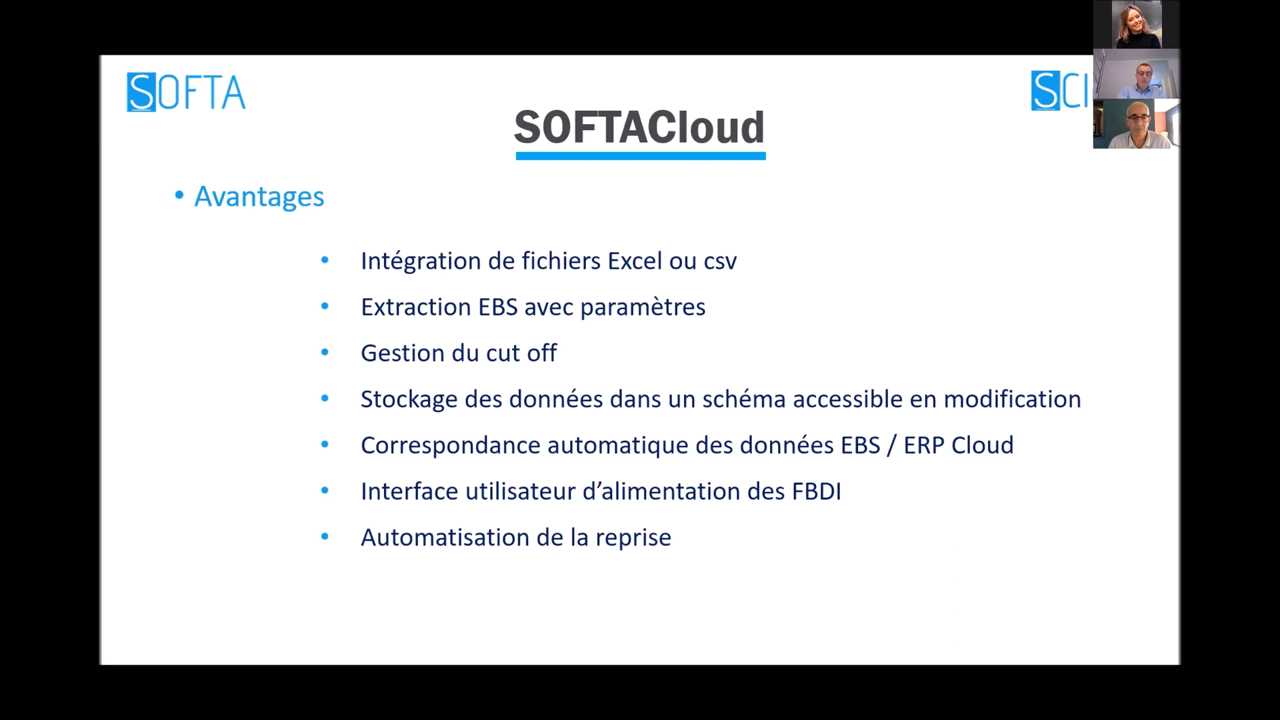 SOFTA
SCI
SOFTACloud
• Avantages
• Intégration de fichiers Excel ou csv
• Extraction EBS avec paramètres
• Gestion du cut off
• Stockage des données dans un schéma accessible en modification
• Correspondance automatique des données EBS / ERP Cloud
• Interface utilisateur d’alimentation des FBDI
• Automatisation de la reprise